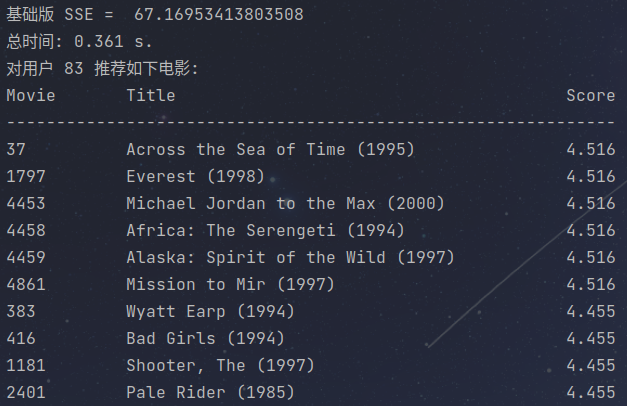 基础版 SSE =  67.16953413803508
总时间: 0.361 s.
对用户 83 推荐如下电影:
Movie       Title                                       Score
-------------------------------------------------------------
37          Across the Sea of Time (1995)               4.516
1797        Everest (1998)                              4.516
4453        Michael Jordan to the Max (2000)            4.516
4458        Africa: The Serengeti (1994)                4.516
4459        Alaska: Spirit of the Wild (1997)           4.516
4861        Mission to Mir (1997)                       4.516
383         Wyatt Earp (1994)                           4.455
416         Bad Girls (1994)                            4.455
1181        Shooter, The (1997)                         4.455
2401        Pale Rider (1985)                           4.455